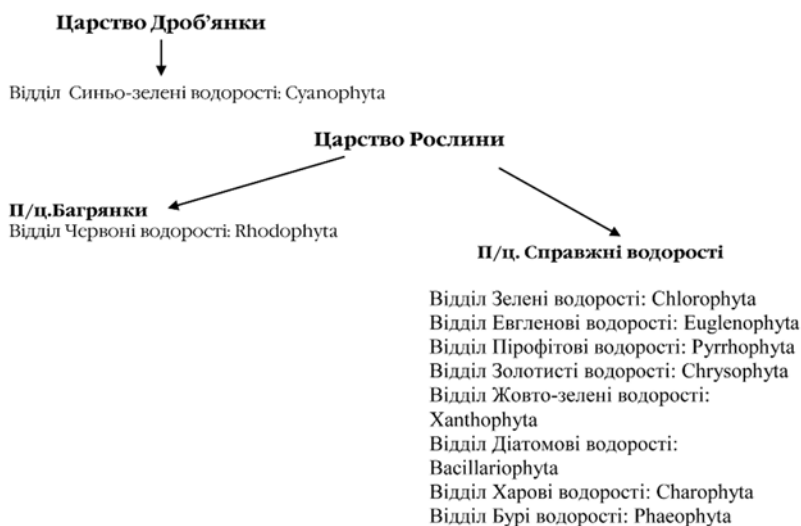 Царство Дроб’янки
Відділ Синьо-зелені водорості: Cyanophyta
Царство Рослини
П/ц.Багрянки
Відділ Червоні водорості: Rhodophyta
П/ц. Справжні водорості
Відділ Зелені водорості: Chlorophyta
Відділ Евгленові водорості: Euglenophyta
Відділ Пірофітові водорості: Pyrrhophyta
Відділ Золотисті водорості: Chrysophyta
Відділ Жовто-зелені водорості:
Xanthophyta
Відділ Діатомові водорості:
Bacillariophyta
Відділ Харові водорості: Charophyta
Відділ Бурі водорості: Phaeophyta